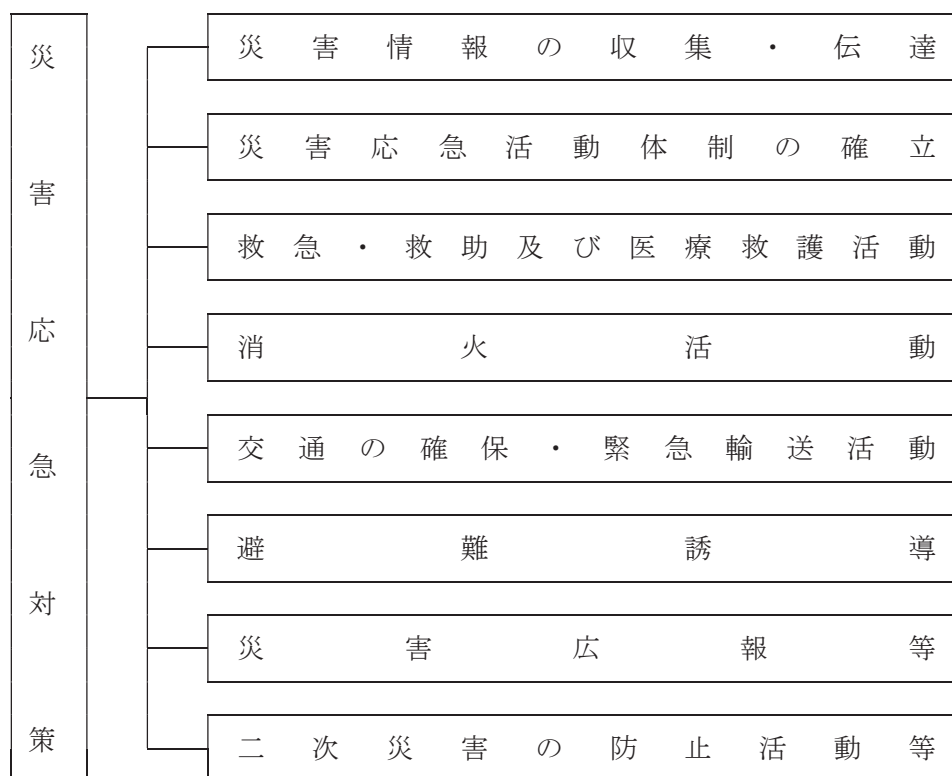 災害応急対策
災害情報の収集・伝達
災害応急活動体制の確立
救急・救助及び医療救護活動
消火活動
交通の確保・緊急輸送活動
避難誘導
災害広報等
二次災害の防止活動等